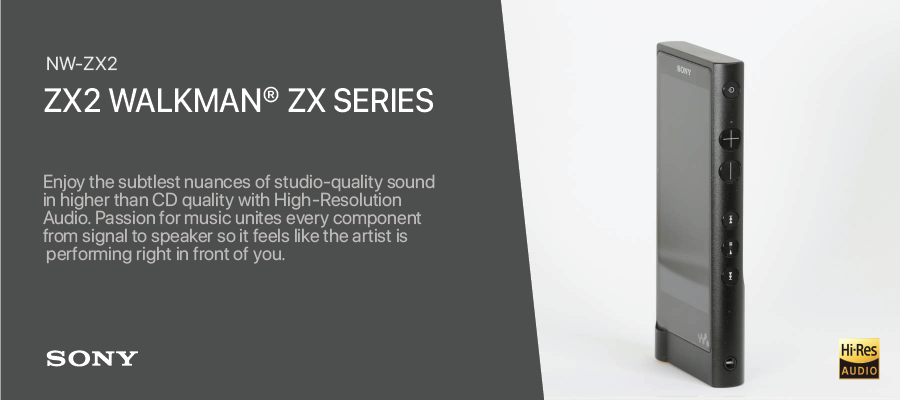 NW-ZX2
ZX2 WALKMAN® ZX SERIES
Enjoy the subtlest nuances of studio-quality sound
in higher than CD quality with High-Resolution
Audio. Passion for music unites every component
from signal to speaker so it feels like the artist is
performing right in front of you.
SONY
SONY
Hi-Res
AUDIO